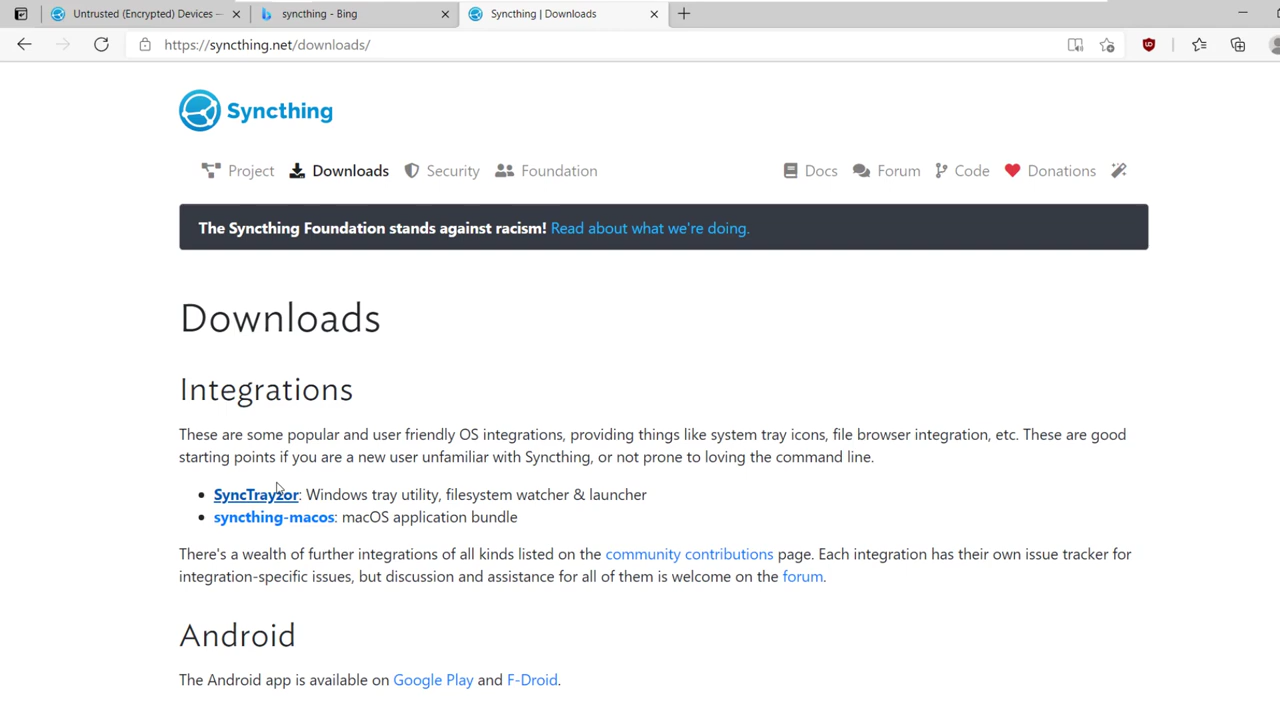 Untrusted (Encrypted) Devices —
syncthing - Bing
Syncthing | Downloads
https://syncthing.net/downloads/
Syncthing
Project Downloads Security Foundation Docs Forum Code Donations
The Syncthing Foundation stands against racism! Read about what we're doing.
Downloads
Integrations
These are some popular and user friendly OS integrations, providing things like system tray icons, file browser integration, etc. These are good
starting points if you are a new user unfamiliar with Syncthing, or not prone to loving the command line.
• SyncTrayzor: Windows tray utility, filesystem watcher & launcher
• syncthing-macos: macOS application bundle
There's a wealth of further integrations of all kinds listed on the community contributions page. Each integration has their own issue tracker for
integration-specific issues, but discussion and assistance for all of them is welcome on the forum.
Android
The Android app is available on Google Play and F-Droid.